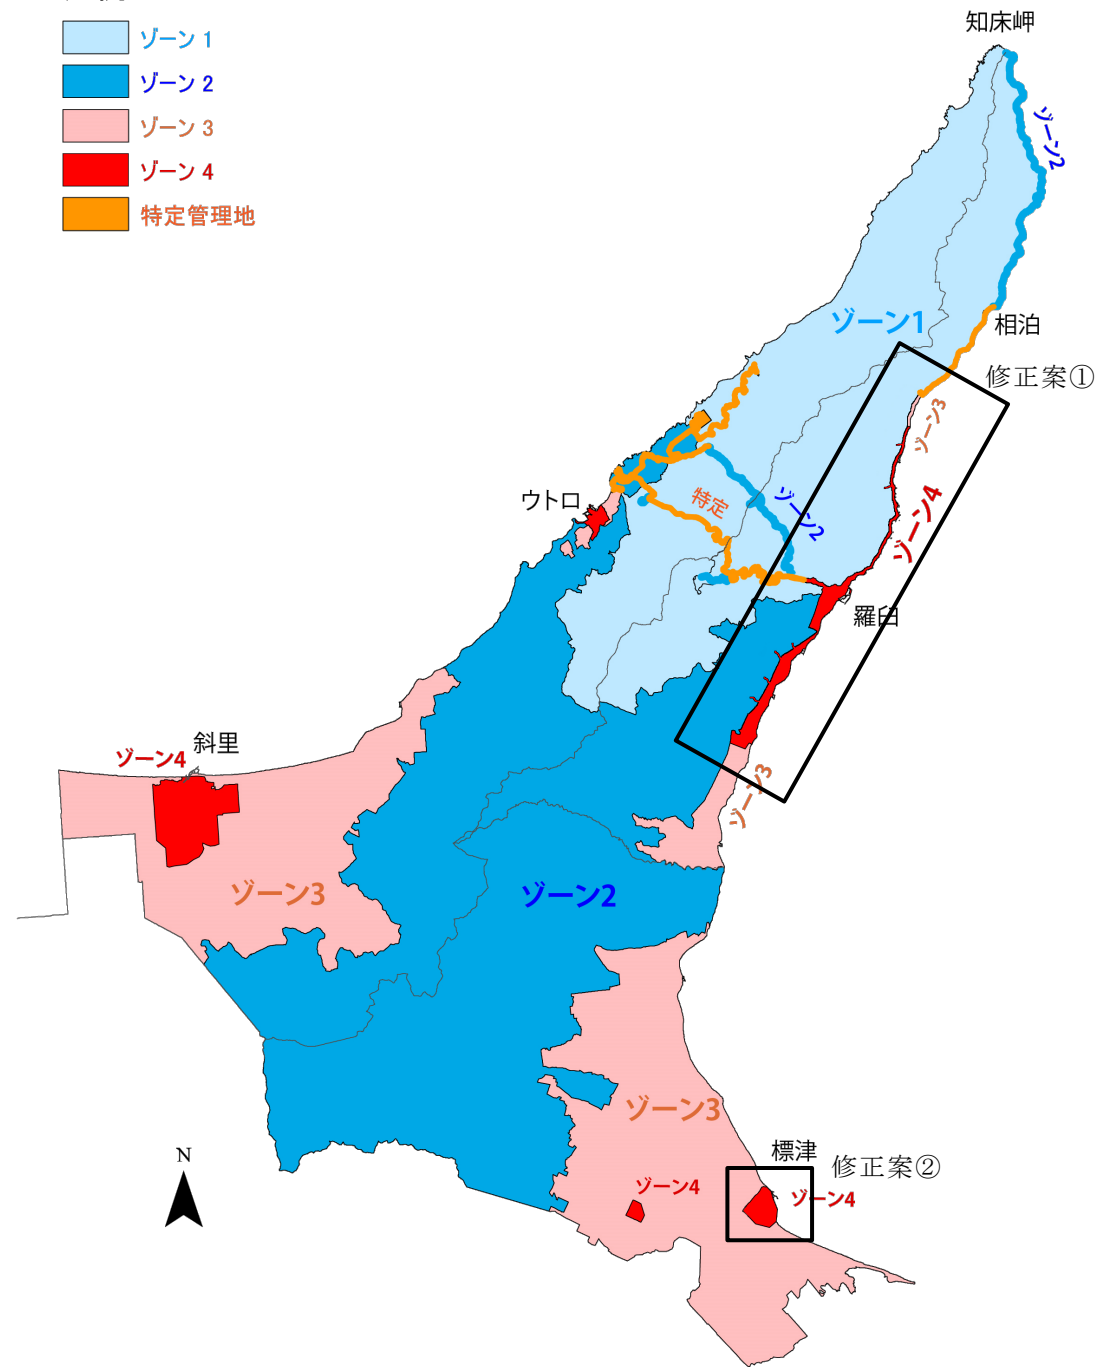 ゾーン 1
ゾーン 2
ゾーン 3
ゾーン 4
特定管理地
知床岬
ゾーン2
ゾーン1
相泊
修正案①
ゾーン3
ウトロ
特定
ゾーン2
ゾーン4
羅臼
斜里
ゾーン4
ゾーン3
ゾーン3
ゾーン2
ゾーン3
標津
修正案②
ゾーン4
ゾーン4
N